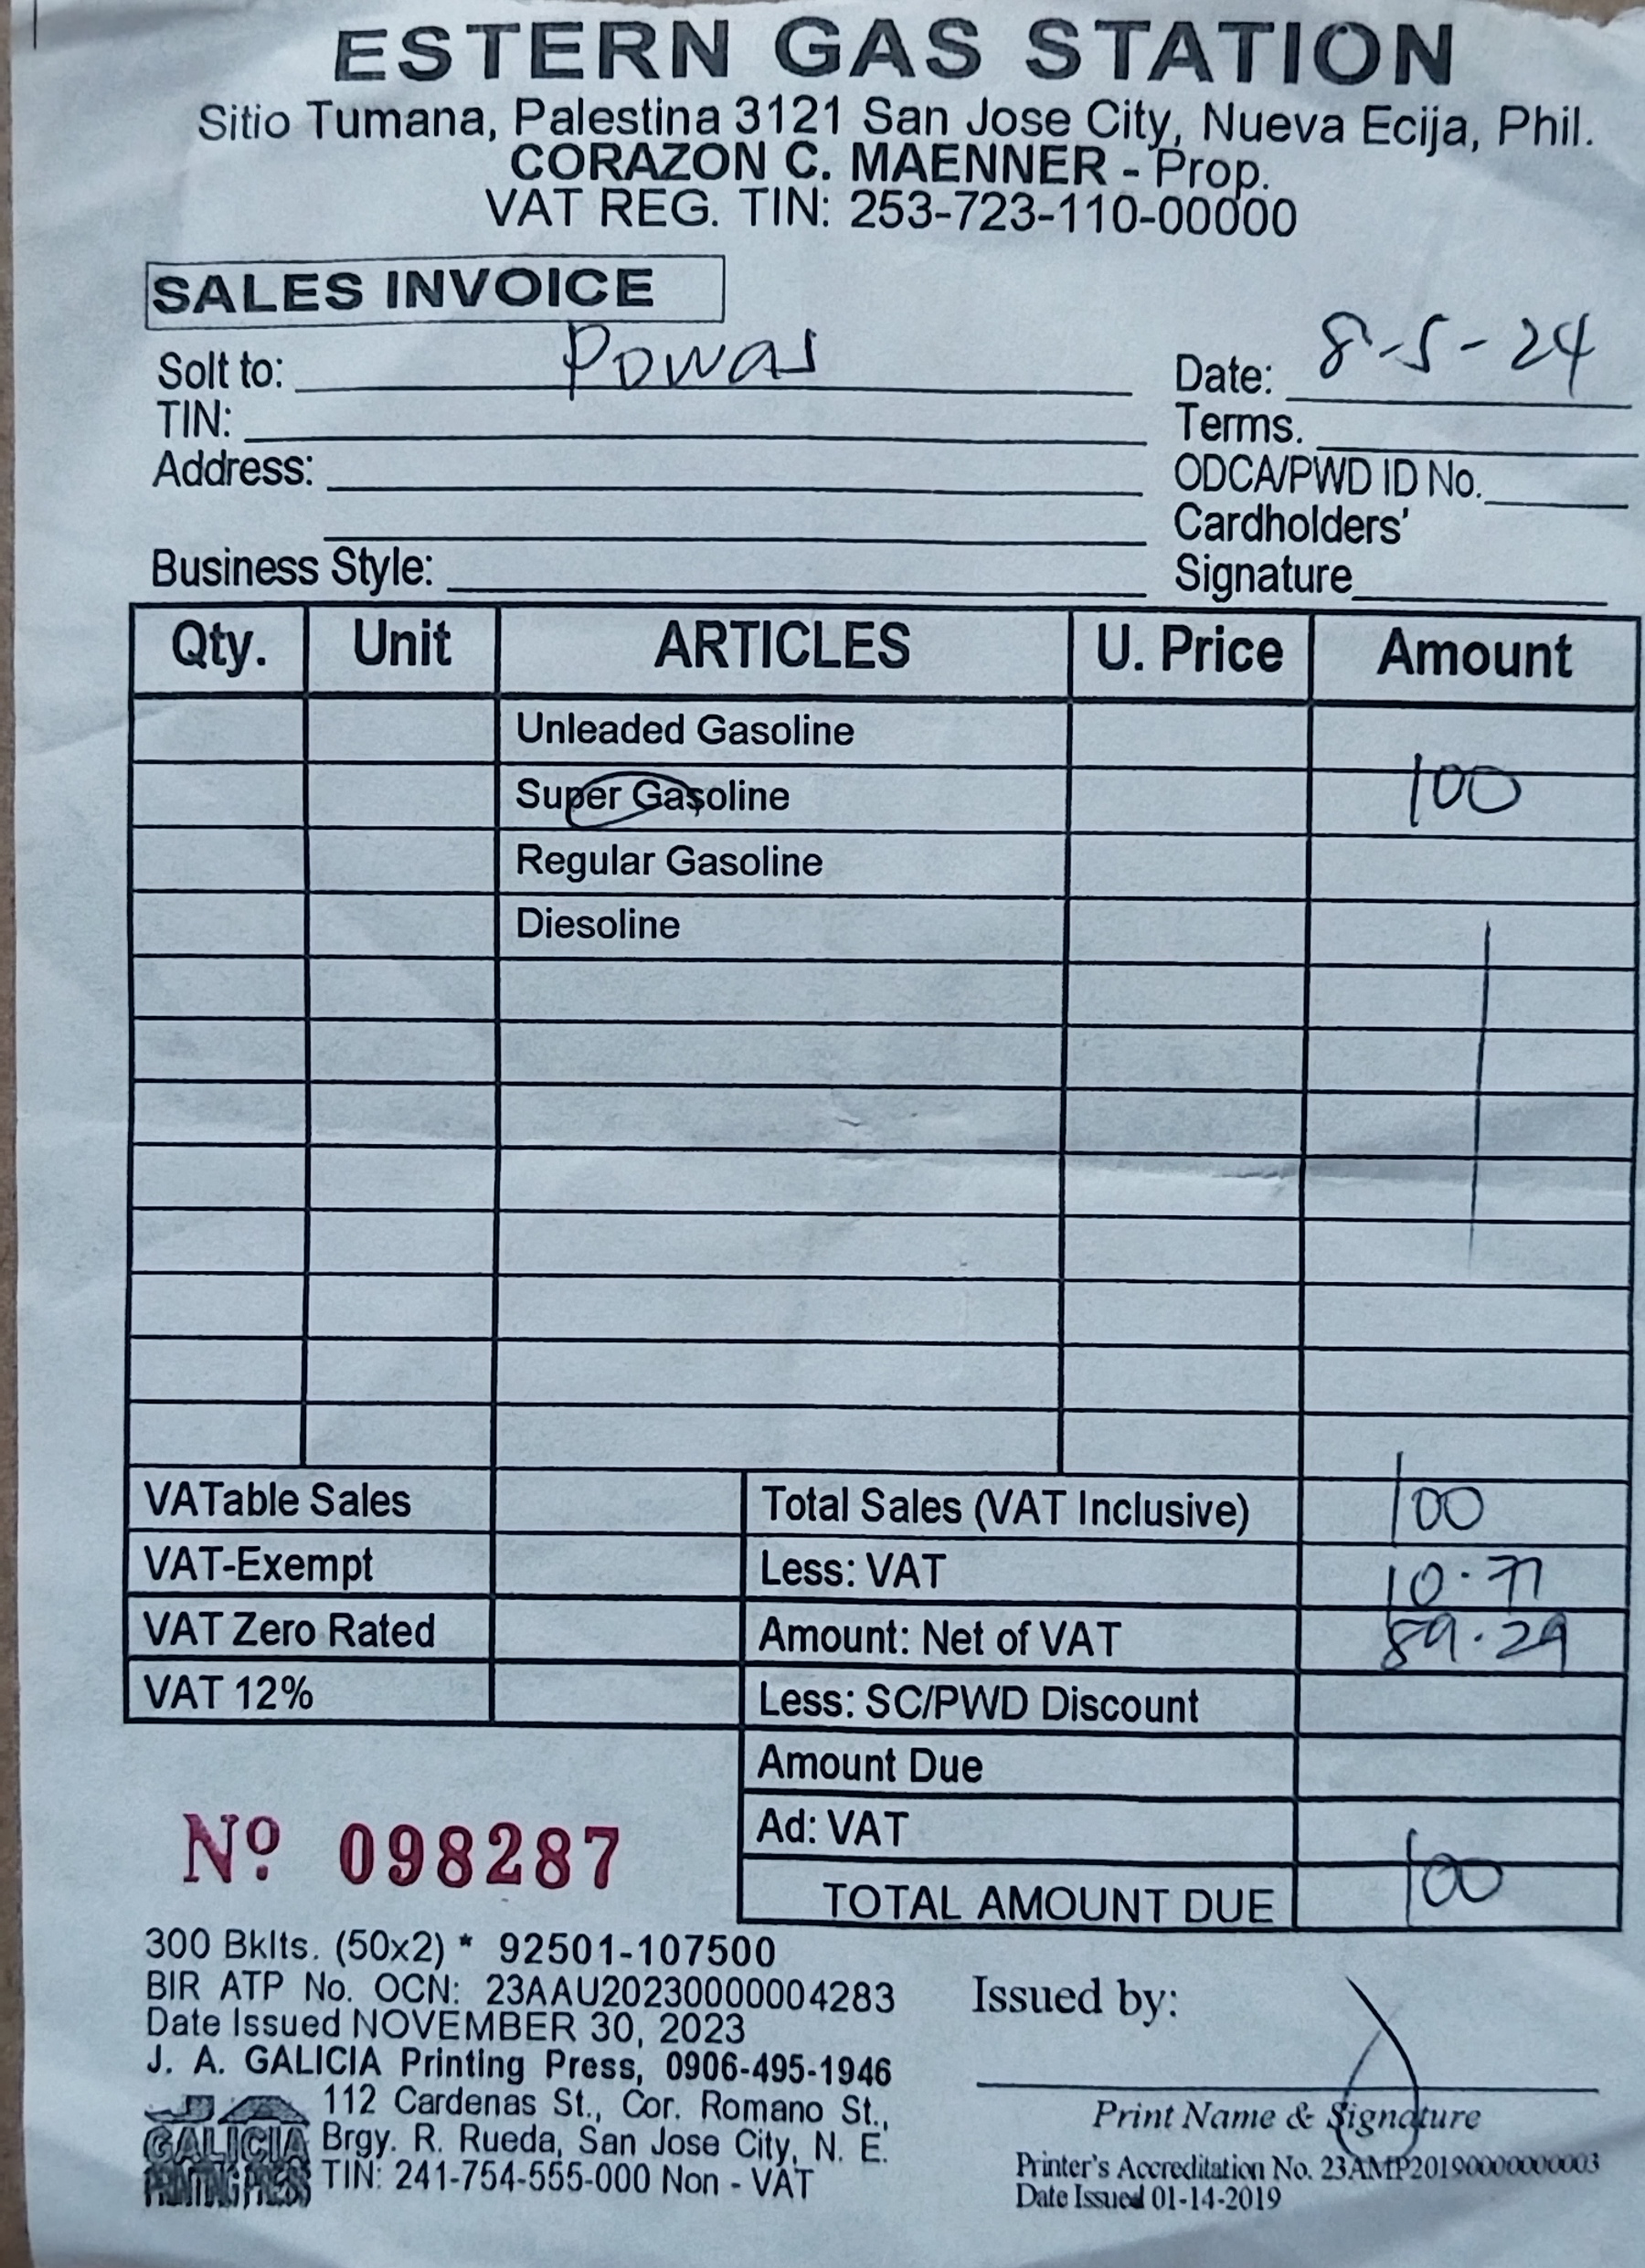 ESTERN GAS STATION
Sitio Tumana, Palestina 3121 San Jose City, Nueva Ecija, Phil.
CORAZON C. MAENNER - Prop.
VAT REG. TIN: 253-723-110-00000
SALES INVOICE
Solt to: Powas Date: 8-5-24
TIN: Terms.
Address: ODCA/PWD ID No.
Cardholders'
Business Style: Signature
Qty. Unit ARTICLES U. Price Amount
Unleaded Gasoline
Super Gasoline 100
Regular Gasoline
Diesoline
VATable Sales Total Sales (VAT Inclusive) 100
VAT-Exempt Less: VAT 10.71
VAT Zero Rated Amount: Net of VAT 89.29
VAT 12% Less: SC/PWD Discount
Amount Due
Ad: VAT
Nº 098287
TOTAL AMOUNT DUE 100
300 Bklts. (50x2) * 92501-107500
BIR ATP No. OCN: 23AAU20230000004283
Date Issued NOVEMBER 30, 2023
J. A. GALICIA Printing Press, 0906-495-1946
112 Cardenas St., Cor. Romano St.,
Brgy. R. Rueda, San Jose City, N. E.
TIN: 241-754-555-000 Non - VAT
GALICIA
PRINTING PRESS
Issued by:
Print Name & Signature
Printer's Accreditation No. 23AMP20190000000003
Date Issued 01-14-2019